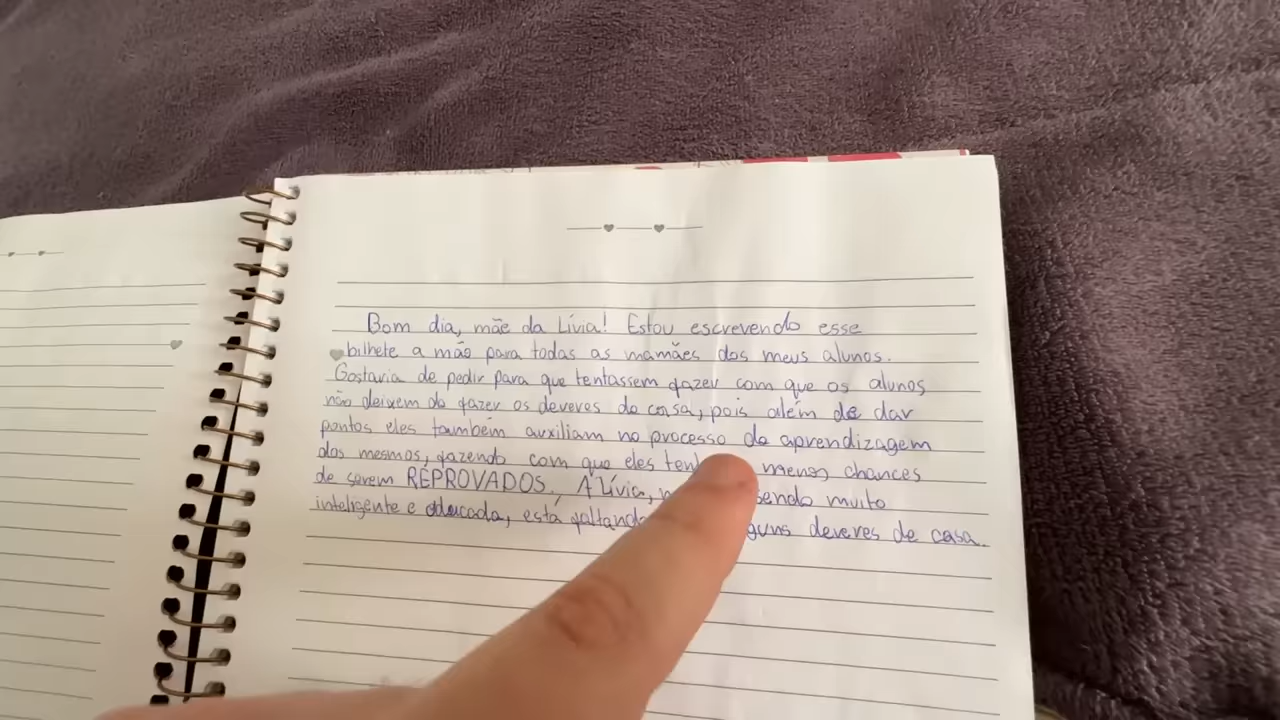 Bom dia, mãe da Lívia! Estou escrevendo esse
bilhete a mão para todas as mamães dos meus alunos.
Gostaria de pedir para que tentassem fazer com que os alunos
não deixem de fazer os deveres de casa, pois além de dar
pontos eles tambem auxiliam no processo de aprendizagem
dos mesmos, fazendo com que eles menos chances
de serem REPROVADOS, A Lívia, sendo muito
inteligente e educada, está faltando deveres de casa.